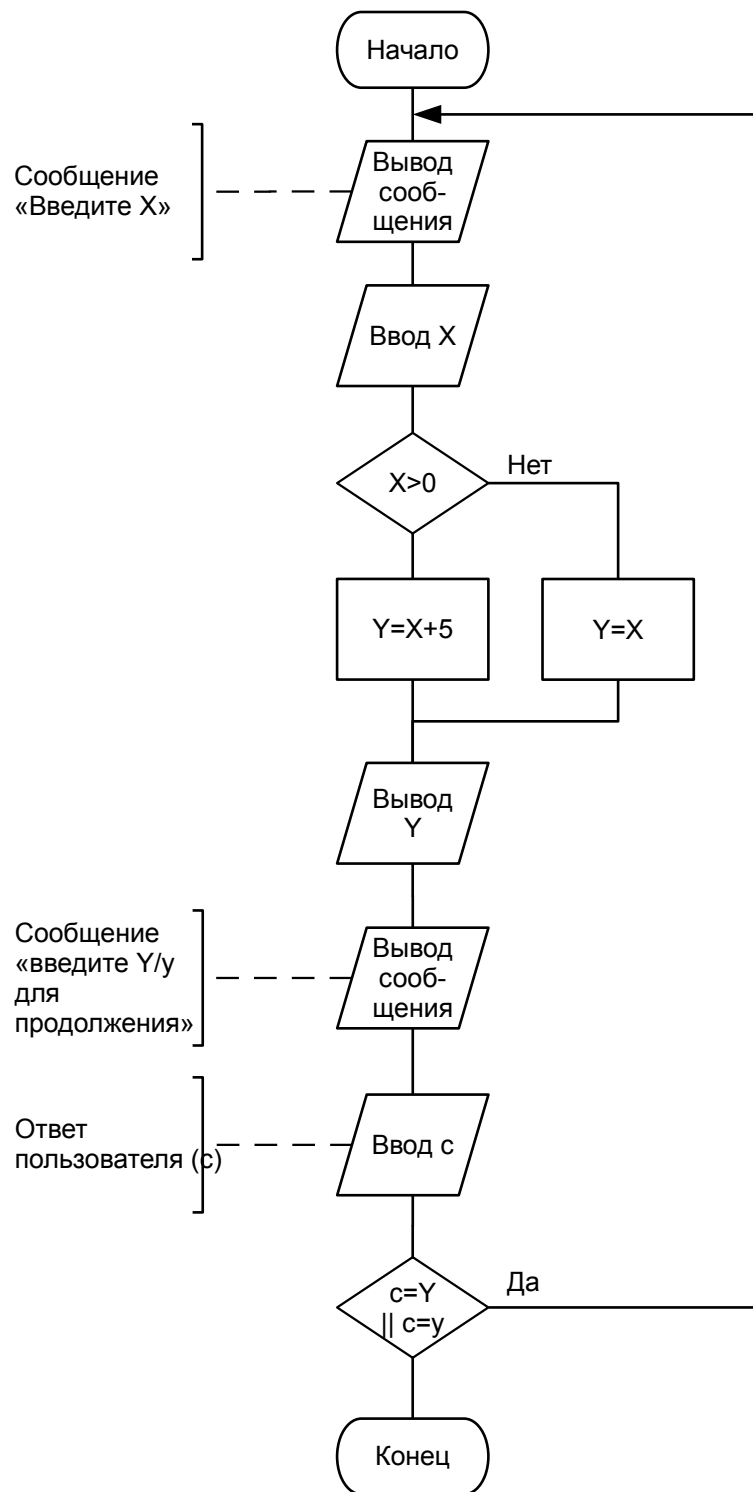 Начало
Сообщение
«Введите X»
Вывод
сооб-
щения
Ввод X
X>0
Нет
Y=X+5
Y=X
Вывод
Y
Сообщение
«введите Y/y
для
продолжения»
Вывод
сооб-
щения
Ответ
пользователя (с)
Ввод с
c=Y
|| c=y
Да
Конец